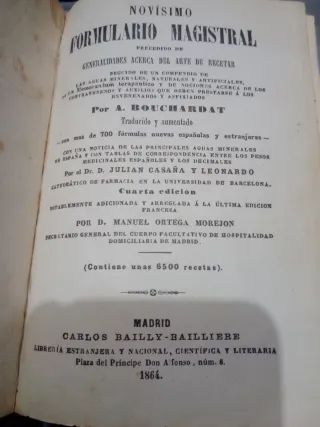 NOVÍSIMO
FORMULARIO MAGISTRAL
PRECEDIDO DE
GENERALIDADES ACERCA DEL ARTE DE RECETAR
SEGUIDO DE UN COMPENDIO DE
LAS AGUAS MINERALES, NATURALES Y ARTIFICIALES,
DE UN Memorandum terapéutico Y DE NOCIONES ACERCA DE LOS
CONTRAVENENOS Y AUXILIOS QUE DEBEN PRESTARSE Á LOS
ENVENENADOS Y ASFIXIADOS
Por A. BOUCHARDAT
Traducido y aumentado
con mas de 700 fórmulas nuevas españolas y estranjeras
CON UNA NOTICIA DE LAS PRINCIPALES AGUAS MINERALES
DE ESPAÑA Y CON TABLAS DE CORRESPONDENCIA ENTRE LOS PESOS
MEDICINALES ESPAÑOLES Y LOS DECIMALES
Por el Dr. D. JULIAN CASAÑA Y LEONARDO
CATEDRÁTICO DE FARMACIA EN LA UNIVERSIDAD DE BARCELONA.
Cuarta edicion
NOTABLEMENTE ADICIONADA Y ARREGLADA Á LA ÚLTIMA EDICION
FRANCESA
POR D. MANUEL ORTEGA MOREJON
SECRETARIO GENERAL DEL CUERPO FACULTATIVO DE HOSPITALIDAD
DOMICILIARIA DE MADRID.
(Contiene unas 6500 recetas).
MADRID
CARLOS BAILLY-BAILLIERE
LIBRERÍA ESTRANJERA Y NACIONAL, CIENTÍFICA Y LITERARIA
Plaza del Príncipe Don Alfonso, núm. 8.
1864.